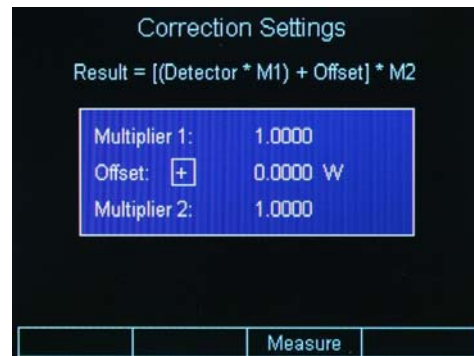 Correction Settings
Result = [(Detector * M1) + Offset] * M2
Multiplier 1: 1.0000
Offset: + 0.0000 W
Multiplier 2: 1.0000
Measure